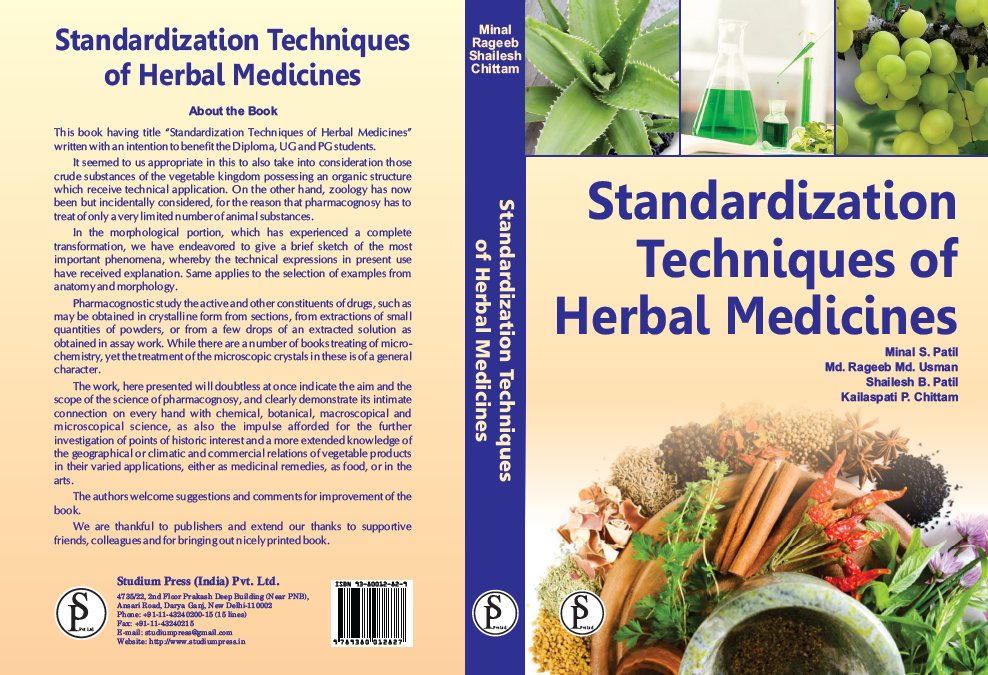 Standardization Techniques
of Herbal Medicines
About the Book
This book having title “Standardization Techniques of Herbal Medicines”
written with an intention to benefit the Diploma, UG and PG students.
It seemed to us appropriate in this to also take into consideration those
crude substances of the vegetable kingdom possessing an organic structure
which receive technical application. On the other hand, zoology has now
been but incidentally considered, for the reason that pharmacognosy has to
treat of only a very limited number of animal substances.
In the morphological portion, which has experienced a complete
transformation, we have endeavored to give a brief sketch of the most
important phenomena, whereby the technical expressions in present use
have received explanation. Same applies to the selection of examples from
anatomy and morphology.
Pharmacognostic study the active and other constituents of drugs, such as
may be obtained in crystalline form from sections, from extractions of small
quantities of powders, or from a few drops of an extracted solution as
obtained in assay work. While there are a number of books treating of micro-
chemistry, yet the treatment of the microscopic crystals in these is of a general
character.
The work, here presented will doubtless at once indicate the aim and the
scope of the science of pharmacognosy, and clearly demonstrate its intimate
connection on every hand with chemical, botanical, macroscopical and
microscopical science, as also the impulse afforded for the further
investigation of points of historic interest and a more extended knowledge of
the geographical or climatic and commercial relations of vegetable products
in their varied applications, either as medicinal remedies, as food, or in the
arts.
The authors welcome suggestions and comments for improvement of the
book.
We are thankful to publishers and extend our thanks to supportive
friends, colleagues and for bringing out nicely printed book.
SP
Pvt Ltd
Studium Press (India) Pvt. Ltd.
4735/22, 2nd Floor Prakash Deep Building (Near PNB),
Ansari Road, Darya Ganj, New Delhi-110002
Phone: +91-11-43240200-15 (15 lines)
Fax: +91-11-43240215
E-mail: studiumpress@gmail.com
Website: http://www.studiumpress.in
ISBN 93-80012-62-9
9 789380 012627
Minal
Rageeb
Shailesh
Chittam
Standardization Techniques
of Herbal Medicines
SP
Pvt Ltd
Standardization
Techniques of
Herbal Medicines
Minal S. Patil
Md. Rageeb Md. Usman
Shailesh B. Patil
Kailaspati P. Chittam
SP
Pvt Ltd